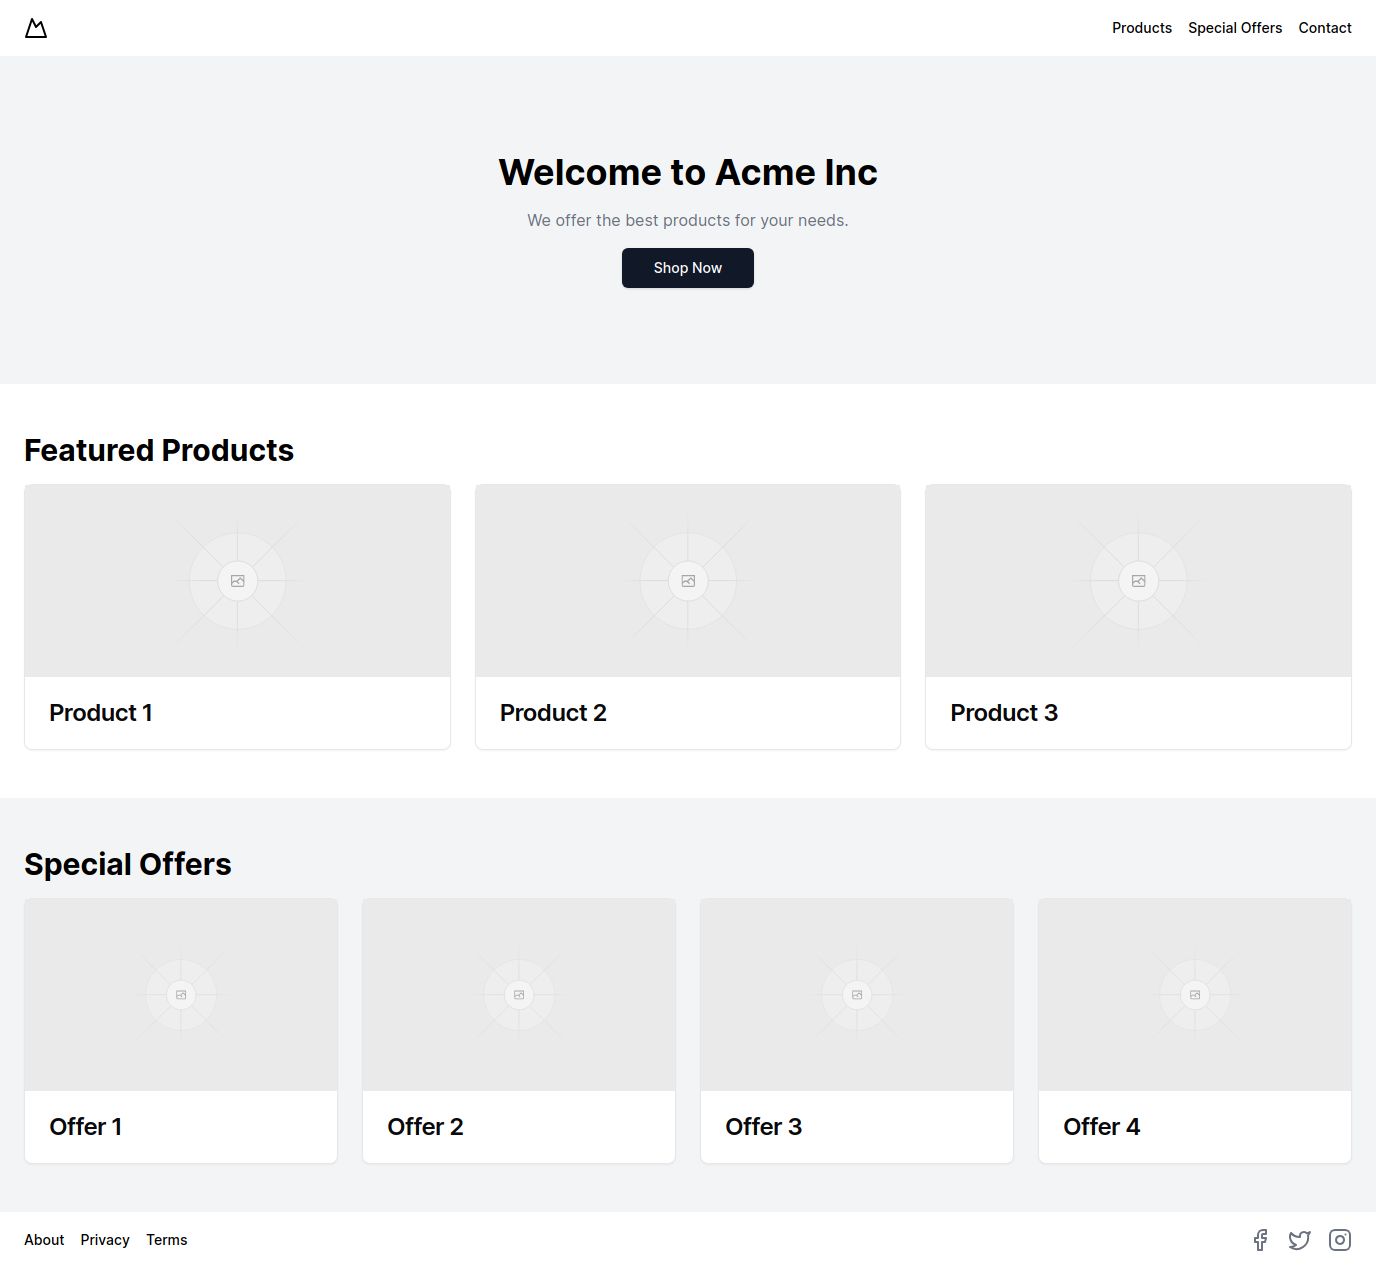 Products Special Offers Contact
Welcome to Acme Inc
We offer the best products for your needs.
Shop Now
Featured Products
Product 1
Product 2
Product 3
Special Offers
Offer 1
Offer 2
Offer 3
Offer 4
About Privacy Terms